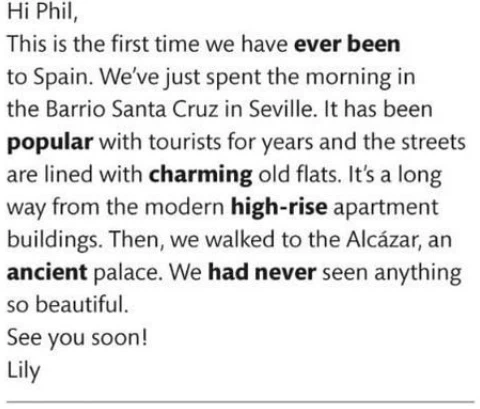 Hi Phil,
This is the first time we have ever been
to Spain. We've just spent the morning in
the Barrio Santa Cruz in Seville. It has been
popular with tourists for years and the streets
are lined with charming old flats. It's a long
way from the modern high-rise apartment
buildings. Then, we walked to the Alcázar, an
ancient palace. We had never seen anything
so beautiful.
See you soon!
Lily